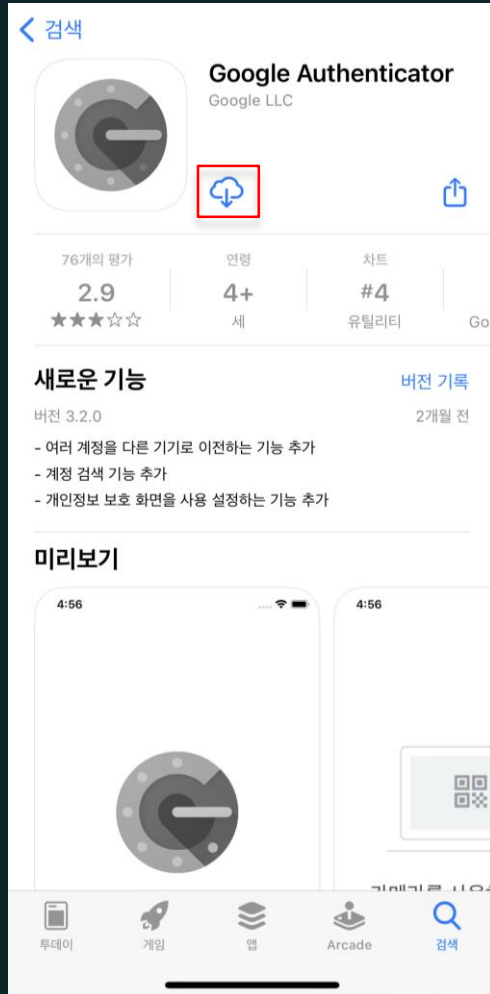 검색
Google Authenticator
Google LLC
76개의 평가
연령
차트
2.9
4+
#4
★★★☆☆
세
유틸리티
Go
새로운 기능
버전 기록
버전 3.2.0
2개월 전
- 여러 계정을 다른 기기로 이전하는 기능 추가
- 계정 검색 기능 추가
- 개인정보 보호 화면을 사용 설정하는 기능 추가
미리보기
4:56
4:56
투데이
게임
앱
Arcade
검색